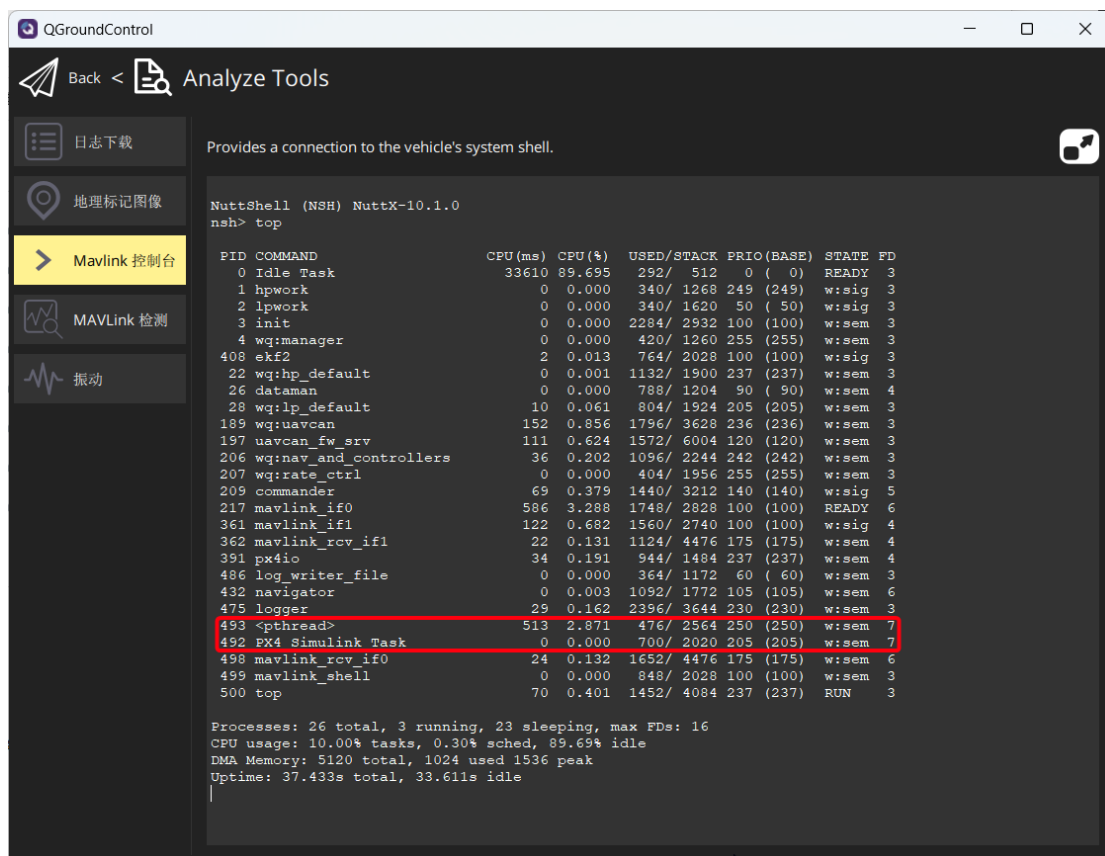 QGroundControl
Back < Analyze Tools
日志下载
地理标记图像
Mavlink 控制台
MAVLink 检测
振动
Provides a connection to the vehicle's system shell.
NuttShell (NSH) NuttX-10.1.0
nsh> top
PID COMMAND CPU(ms) CPU(%) USED/STACK PRIO(BASE) STATE FD
0 Idle Task 33610 89.695 292/ 512 0 ( 0) READY 3
1 hpwork 0 0.000 340/ 1268 249 (249) w:sig 3
2 lpwork 0 0.000 340/ 1620 50 ( 50) w:sig 3
3 init 0 0.000 2284/ 2932 100 (100) w:sem 3
4 wq:manager 0 0.000 420/ 1260 255 (255) w:sem 3
408 ekf2 2 0.013 764/ 2028 100 (100) w:sig 3
22 wq:hp_default 0 0.001 1132/ 1900 237 (237) w:sem 3
26 dataman 0 0.000 788/ 1204 90 ( 90) w:sem 4
28 wq:lp_default 10 0.061 804/ 1924 205 (205) w:sem 3
189 wq:uavcan 152 0.856 1796/ 3628 236 (236) w:sem 3
197 uavcan_fw_srv 111 0.624 1572/ 6004 120 (120) w:sem 3
206 wq:nav_and_controllers 36 0.202 1096/ 2244 242 (242) w:sem 3
207 wq:rate_ctrl 0 0.000 404/ 1956 255 (255) w:sem 3
209 commander 69 0.379 1440/ 3212 140 (140) w:sig 5
217 mavlink_if0 586 3.288 1748/ 2828 100 (100) READY 6
361 mavlink_if1 122 0.682 1560/ 2740 100 (100) w:sig 4
362 mavlink_rcv_if1 22 0.131 1124/ 4476 175 (175) w:sem 4
391 px4io 34 0.191 944/ 1484 237 (237) w:sem 4
486 log_writer_file 0 0.000 364/ 1172 60 ( 60) w:sem 3
432 navigator 0 0.003 1092/ 1772 105 (105) w:sem 6
475 logger 29 0.162 2396/ 3644 230 (230) w:sem 3
493 <pthread> 513 2.871 476/ 2564 250 (250) w:sem 7
492 PX4 Simulink Task 0 0.000 700/ 2020 205 (205) w:sem 7
498 mavlink_rcv_if0 24 0.132 1652/ 4476 175 (175) w:sem 6
499 mavlink_shell 0 0.000 848/ 2028 100 (100) w:sem 3
500 top 70 0.401 1452/ 4084 237 (237) RUN 3
Processes: 26 total, 3 running, 23 sleeping, max FDs: 16
CPU usage: 10.00% tasks, 0.30% sched, 89.69% idle
DMA Memory: 5120 total, 1024 used 1536 peak
Uptime: 37.433s total, 33.611s idle